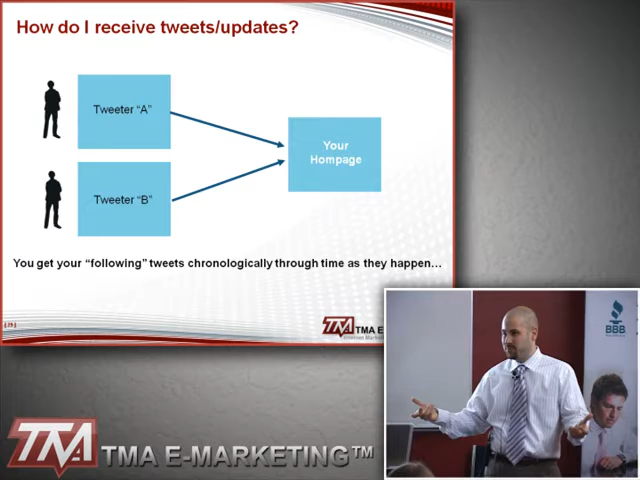 How do I receive tweets/updates?
Tweeter “A”
Your
Hompage
Tweeter “B”
You get your “following” tweets chronologically through time as they happen…
TMA E
BBB
TMA TMA E-MARKETING™